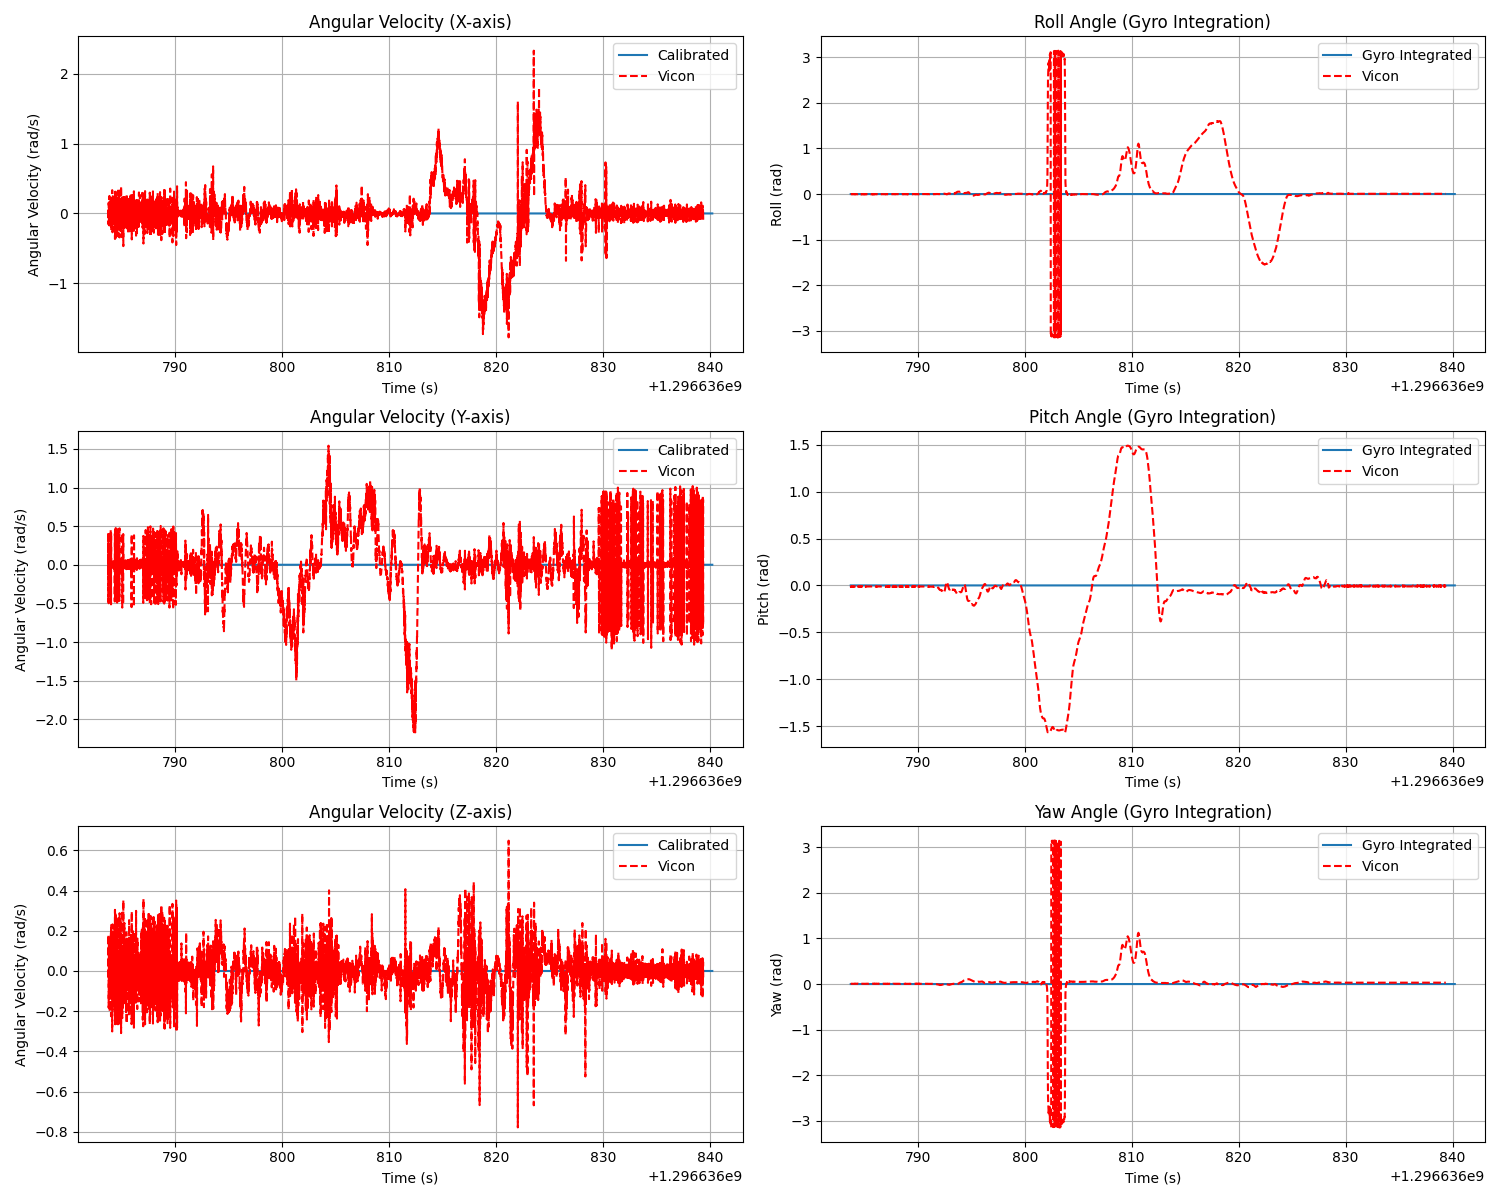 Angular Velocity (X-axis)
Angular Velocity (rad/s)
2
1
0
−1
Calibrated
Vicon
790 800 810 820 830 840
Time (s)
+1.296636e9
Roll Angle (Gyro Integration)
Roll (rad)
3
2
1
0
−1
−2
−3
Gyro Integrated
Vicon
790 800 810 820 830 840
Time (s)
+1.296636e9
Angular Velocity (Y-axis)
Angular Velocity (rad/s)
1.5
1.0
0.5
0.0
−0.5
−1.0
−1.5
−2.0
Calibrated
Vicon
790 800 810 820 830 840
Time (s)
+1.296636e9
Pitch Angle (Gyro Integration)
Pitch (rad)
1.5
1.0
0.5
0.0
−0.5
−1.0
−1.5
Gyro Integrated
Vicon
790 800 810 820 830 840
Time (s)
+1.296636e9
Angular Velocity (Z-axis)
Angular Velocity (rad/s)
0.6
0.4
0.2
0.0
−0.2
−0.4
−0.6
−0.8
Calibrated
Vicon
790 800 810 820 830 840
Time (s)
+1.296636e9
Yaw Angle (Gyro Integration)
Yaw (rad)
3
2
1
0
−1
−2
−3
Gyro Integrated
Vicon
790 800 810 820 830 840
Time (s)
+1.296636e9